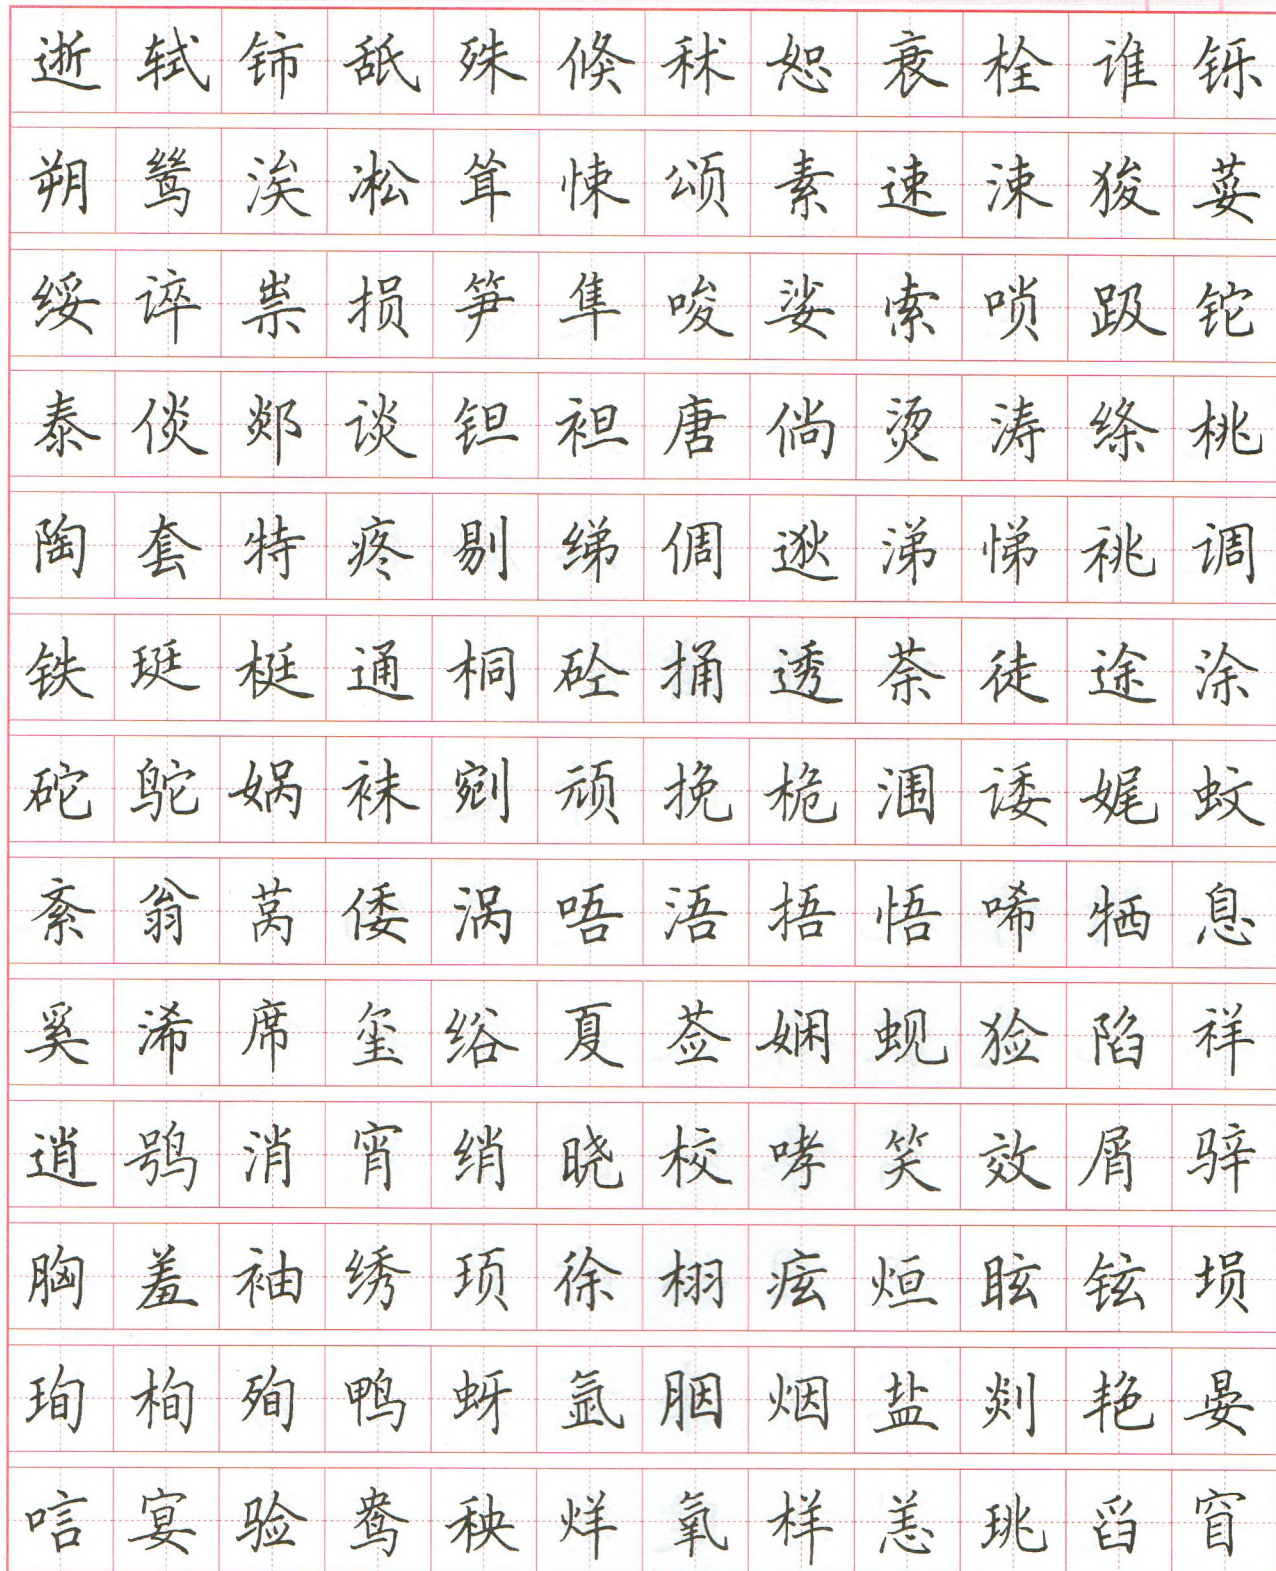 逝轼铈舐殊倏秫恕衰栓谁铄
朔鸶涘凇耸悚颂素速涑狻荽
绥谇祟损笋隼唆娑索唢趿铊
泰倓郯谈钽袒唐倘烫涛绦桃
陶套特疼剔绨倜逖涕悌祧调
铁珽梃通桐砼捅透荼徒途涂
砣鸵娲袜剜顽挽桅涠诿娓蚊
紊翁莴倭涡唔浯捂悟唏牺息
奚浠席玺绤夏莶娴蚬猃陷祥
逍鸮消宵绡晓校哮笑效屑骍
胸羞袖绣顼徐栩痃烜眩铉埙
珣栒殉鸭蚜氩胭烟盐剡艳晏
唁宴验鸯秧烊氧样恙珧舀窅